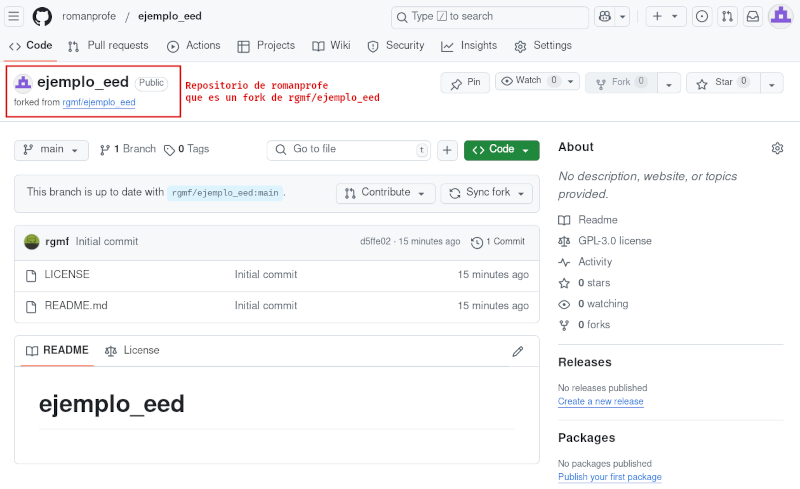 romanprofe / ejemplo_eed
Type / to search
Code Pull requests Actions Projects Wiki Security Insights Settings
ejemplo_eed Public
forked from rgmf/ejemplo_eed
Repositorio de romanprofe
que es un fork de rgmf/ejemplo_eed
Pin Watch 0 Fork 0 Star 0
main 1 Branch 0 Tags Go to file t Code
This branch is up to date with rgmf/ejemplo_eed:main. Contribute Sync fork
rgmf Initial commit d5ffe02 · 15 minutes ago 1 Commit
LICENSE Initial commit 15 minutes ago
README.md Initial commit 15 minutes ago
README License
ejemplo_eed
About
No description, website, or topics
provided.
Readme
GPL-3.0 license
Activity
0 stars
0 watching
0 forks
Releases
No releases published
Create a new release
Packages
No packages published
Publish your first package